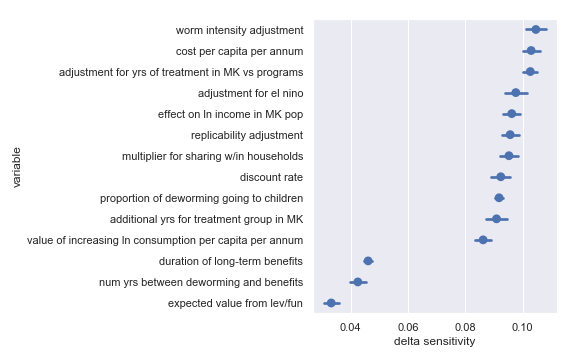 worm intensity adjustment
cost per capita per annum
adjustment for yrs of treatment in MK vs programs
adjustment for el nino
effect on ln income in MK pop
replicability adjustment
multiplier for sharing w/in households
discount rate
proportion of deworming going to children
additional yrs for treatment group in MK
value of increasing ln consumption per capita per annum
duration of long-term benefits
num yrs between deworming and benefits
expected value from lev/fun
variable
0.04 0.06 0.08 0.10
delta sensitivity